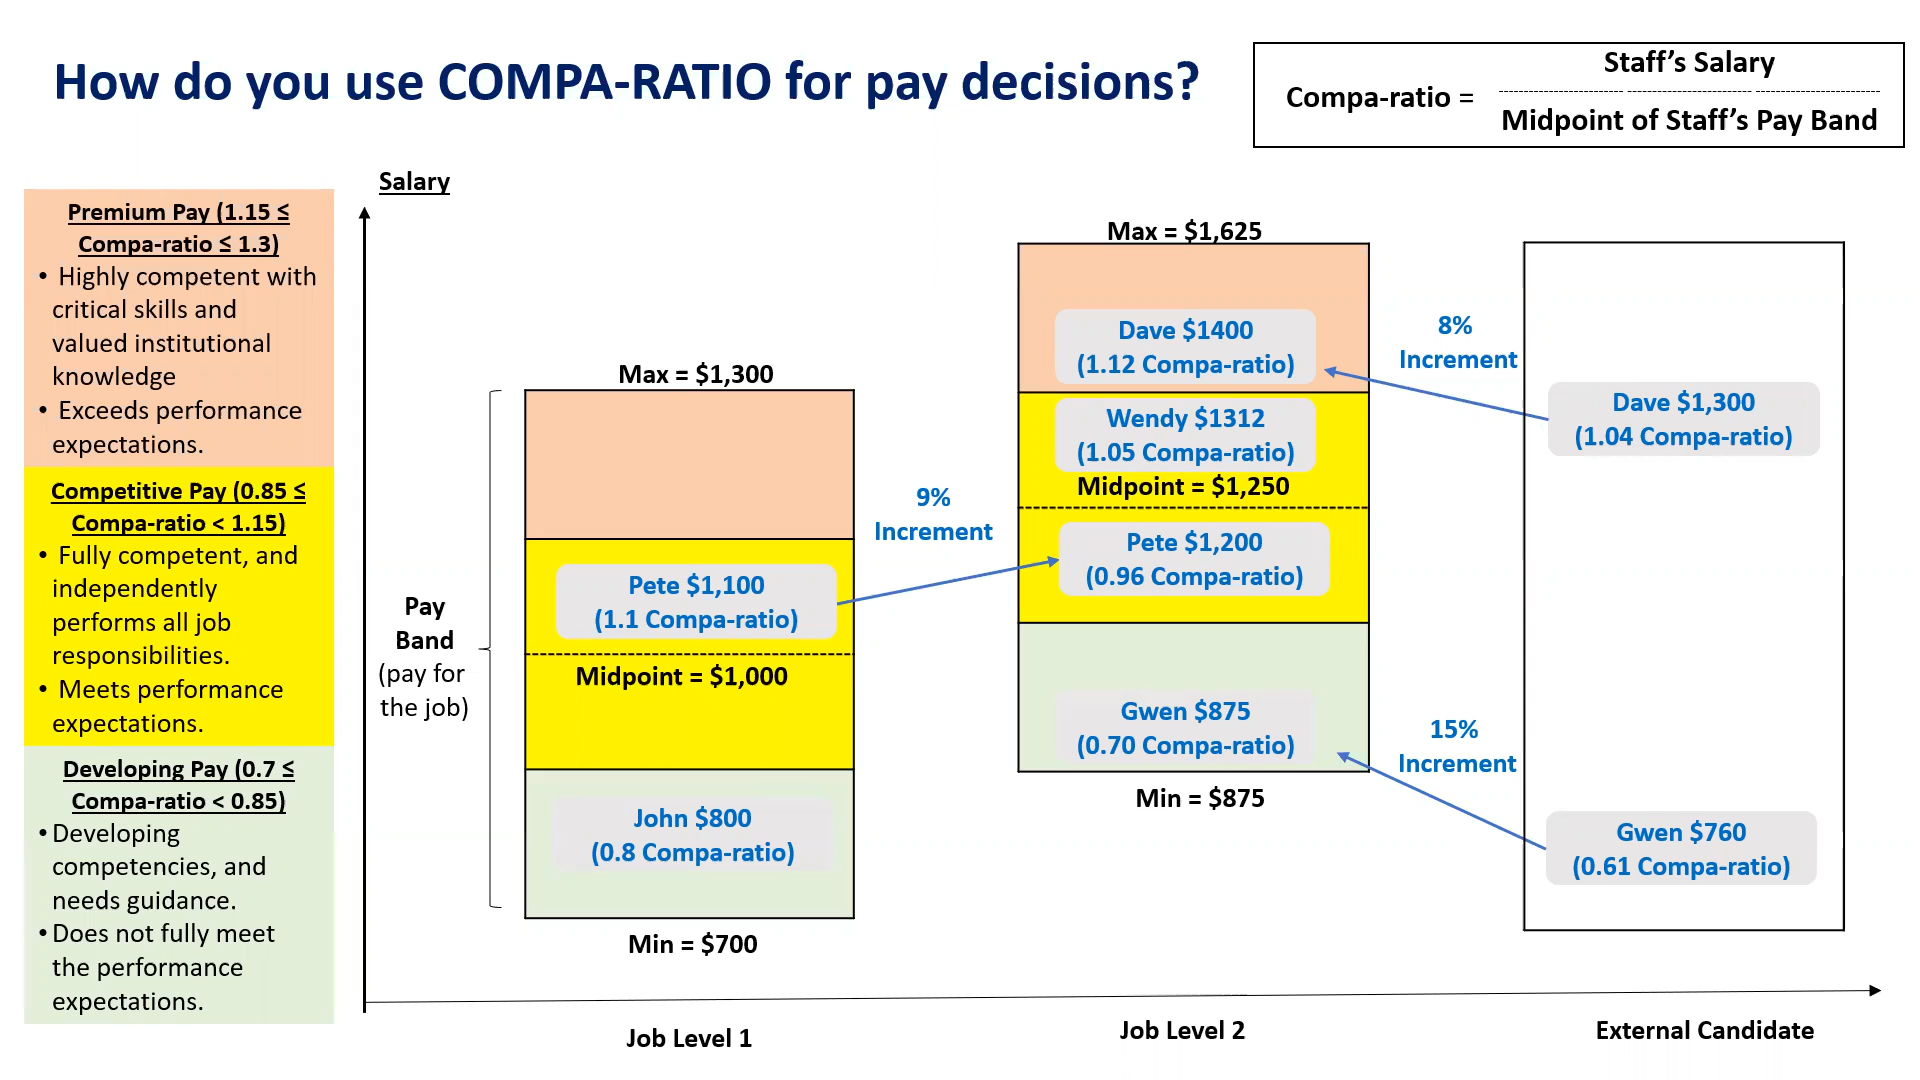 How do you use COMPA-RATIO for pay decisions?
Compa-ratio =
Staff’s Salary
Midpoint of Staff’s Pay Band
Premium Pay (1.15 ≤
Compa-ratio ≤ 1.3)
• Highly competent with
critical skills and
valued institutional
knowledge
• Exceeds performance
expectations.
Competitive Pay (0.85 ≤
Compa-ratio < 1.15)
• Fully competent, and
independently
performs all job
responsibilities.
• Meets performance
expectations.
Developing Pay (0.7 ≤
Compa-ratio < 0.85)
• Developing
competencies, and
needs guidance.
• Does not fully meet
the performance
expectations.
Salary
Pay
Band
(pay for
the job)
Max = $1,300
Pete $1,100
(1.1 Compa-ratio)
Midpoint = $1,000
John $800
(0.8 Compa-ratio)
Min = $700
Job Level 1
9%
Increment
Max = $1,625
Dave $1400
(1.12 Compa-ratio)
Wendy $1312
(1.05 Compa-ratio)
Midpoint = $1,250
Pete $1,200
(0.96 Compa-ratio)
Gwen $875
(0.70 Compa-ratio)
Min = $875
Job Level 2
8%
Increment
15%
Increment
Dave $1,300
(1.04 Compa-ratio)
Gwen $760
(0.61 Compa-ratio)
External Candidate